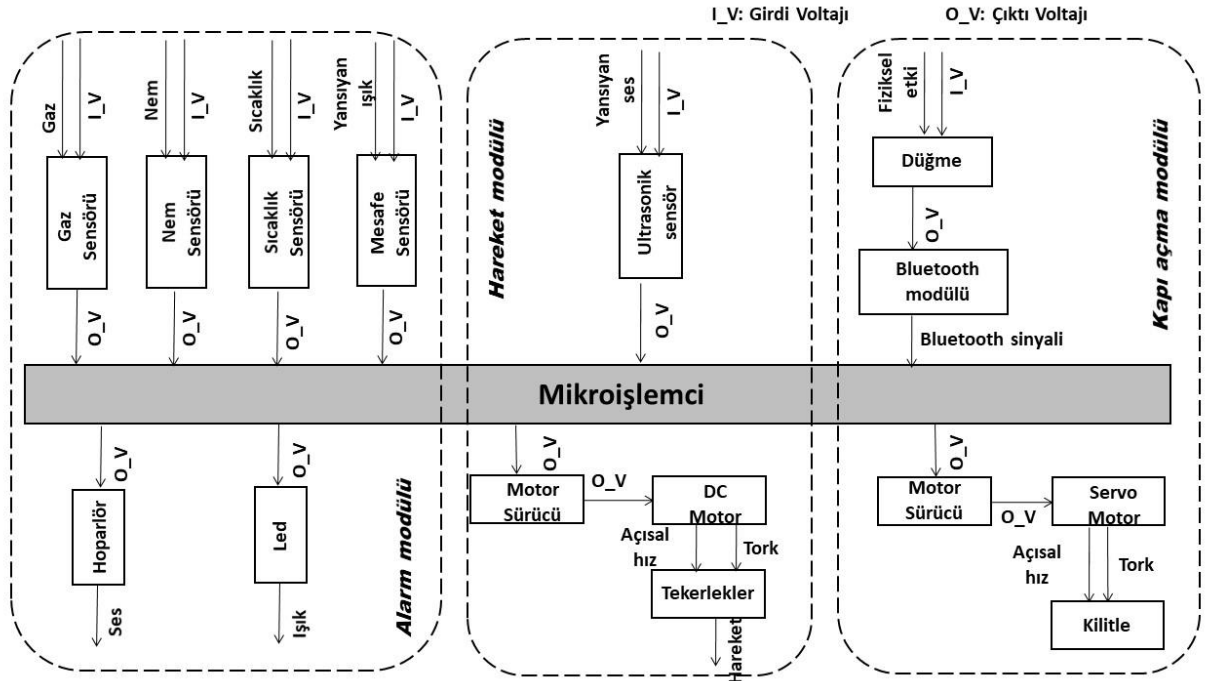 I_V: Girdi Voltajı
O_V: Çıktı Voltajı
Gaz
I_V
Nem
I_V
Sıcaklık
I_V
Yansıyan
ışık
I_V
Gaz
Sensörü
Nem
Sensörü
Sıcaklık
Sensörü
Mesafe
Sensörü
O_V
O_V
O_V
O_V
Hareket modülü
Yansıyan
ses
I_V
Ultrasonik
sensör
O_V
Fiziksel
etki
I_V
Düğme
O_V
Bluetooth
modülü
Bluetooth sinyali
Kapı açma modülü
Mikroişlemci
O_V
O_V
Hoparlör
Led
Ses
Işık
Alarm modülü
O_V
Motor
Sürücü
O_V
DC
Motor
Açısal
hız
Tork
Tekerlekler
Hareket
O_V
Motor
Sürücü
O_V
Servo
Motor
Açısal
hız
Tork
Kilitle